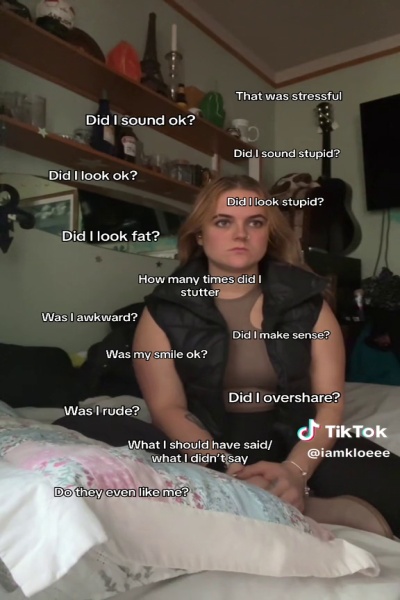 That was stressful
Did I sound ok?
Did I sound stupid?
Did I look ok?
Did I look stupid?
Did I look fat?
How many times did I
stutter
Was I awkward?
Did I make sense?
Was my smile ok?
Did I overshare?
Was I rude?
TikTok
What I should have said/
what I didn't say
@iamkloeee
Do they even like me?